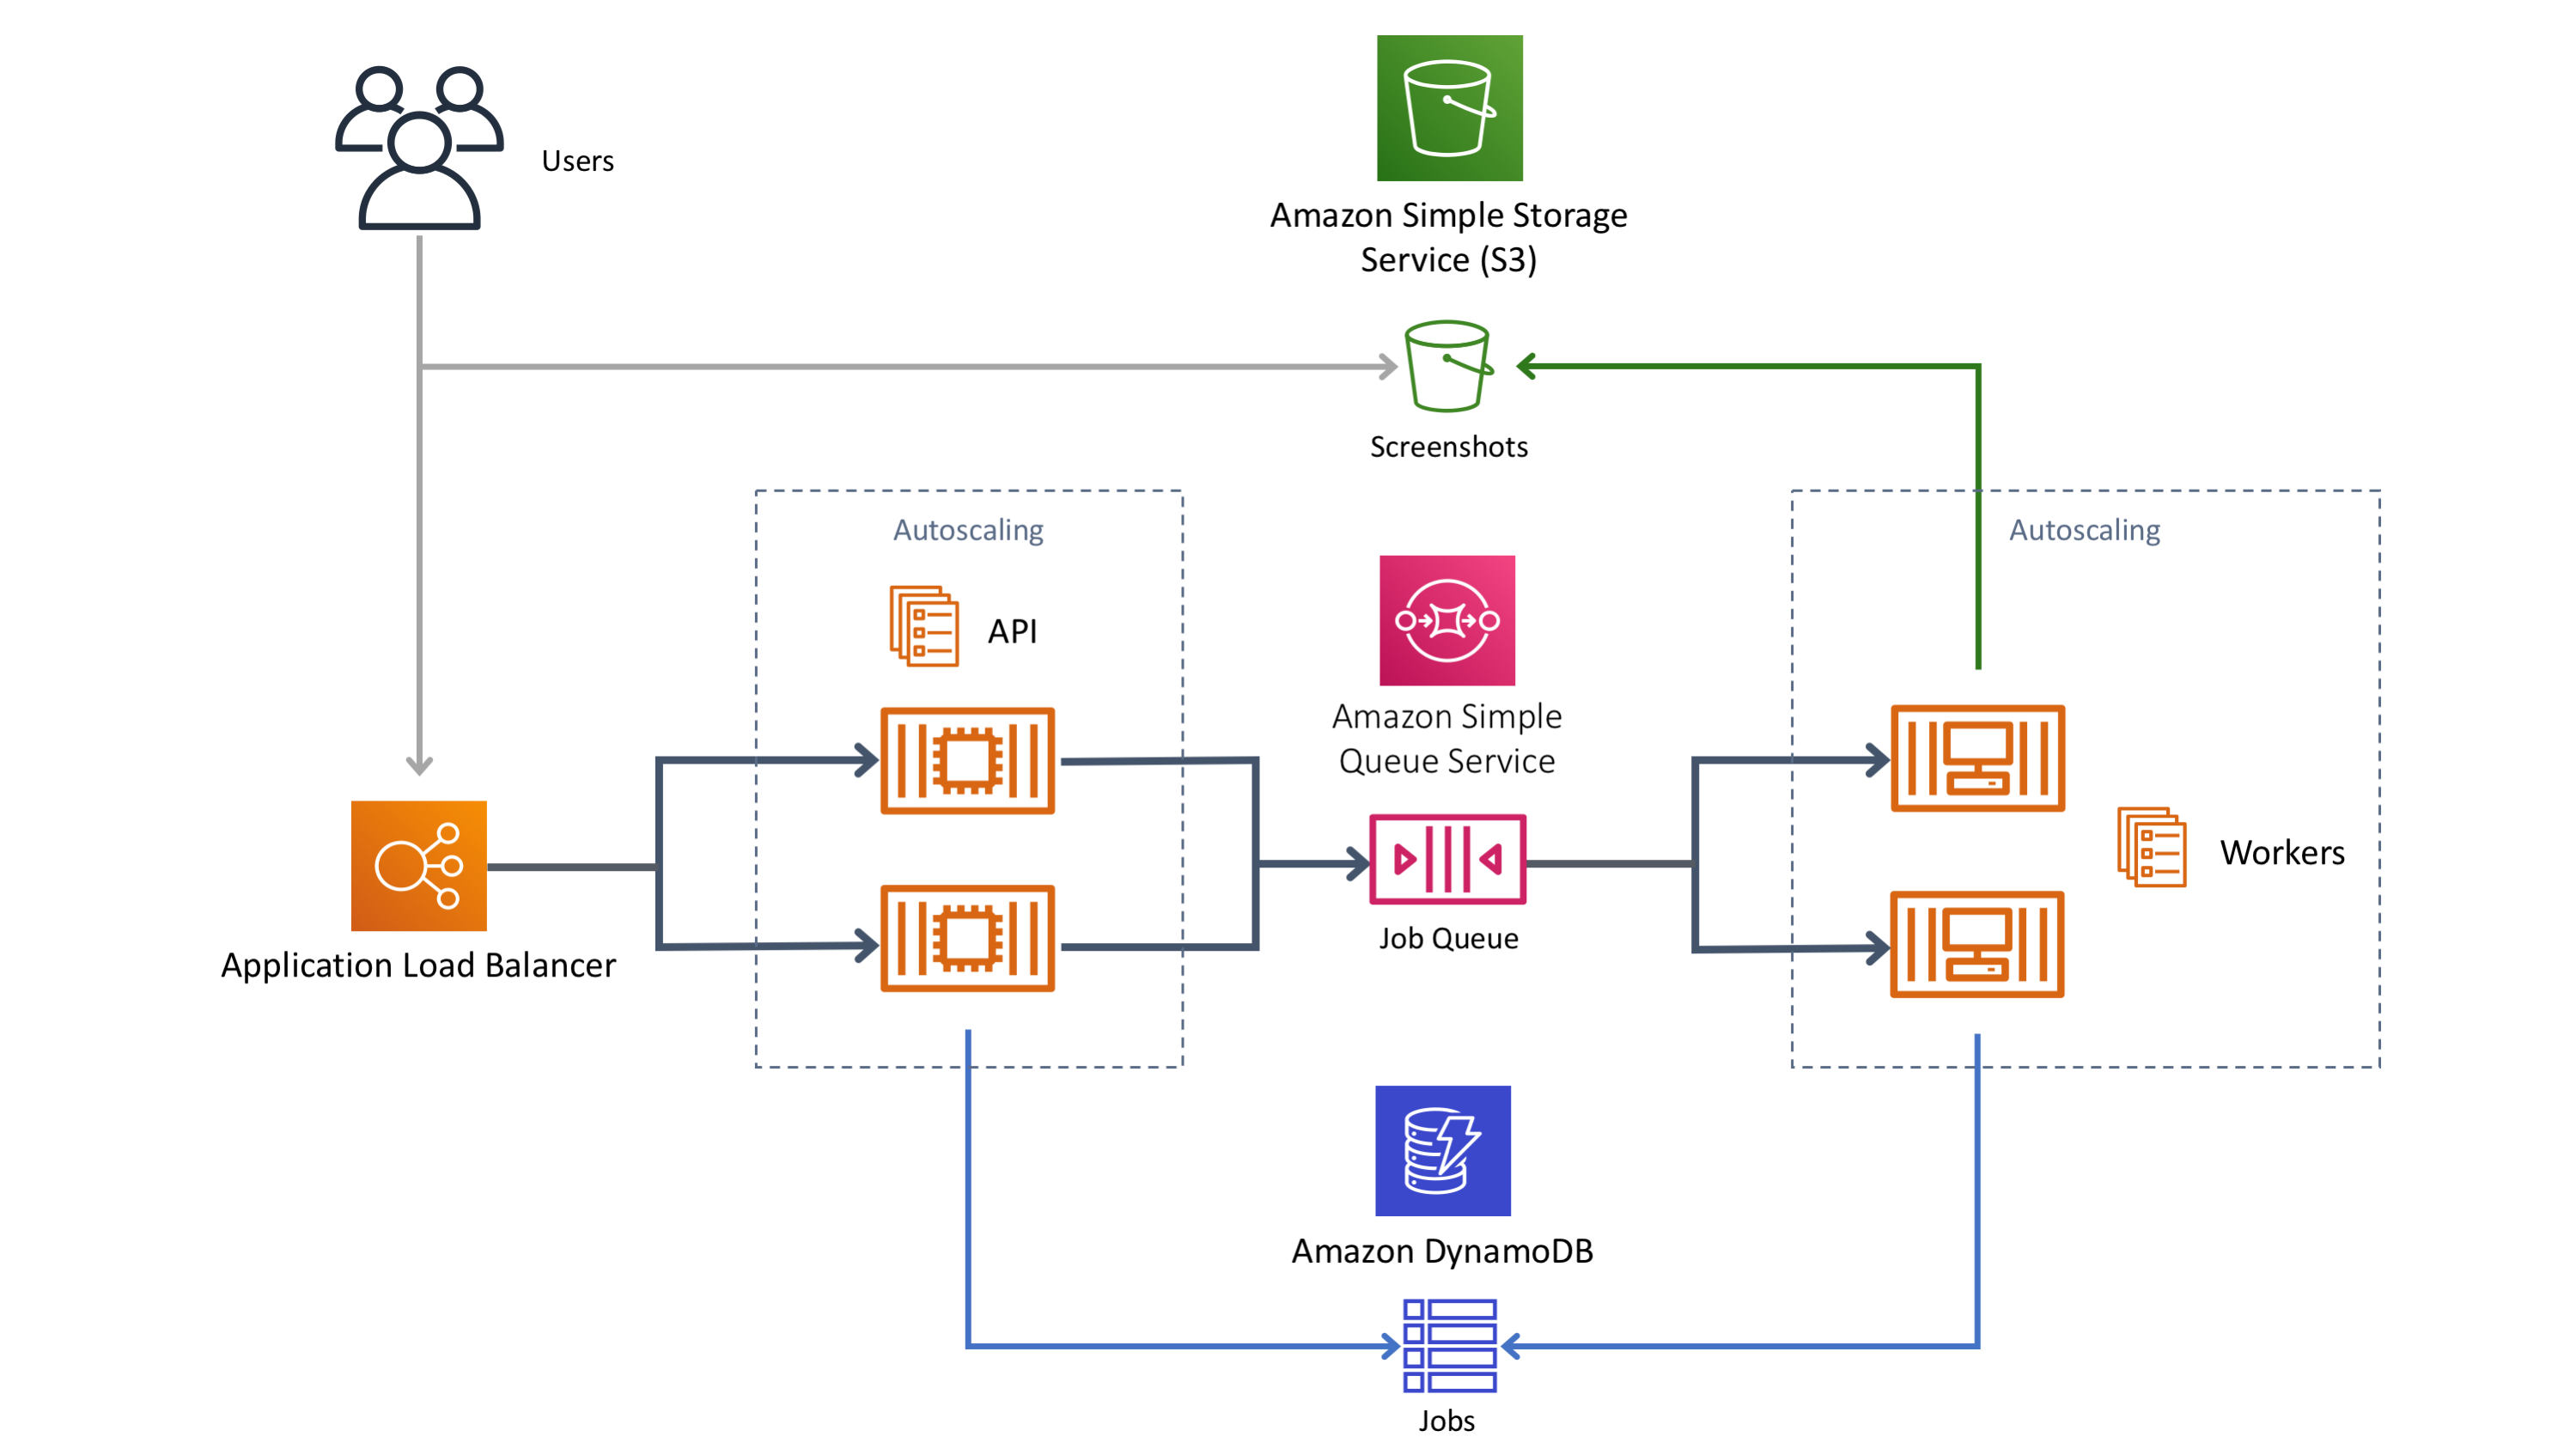 Users
Amazon Simple Storage
Service (S3)
Screenshots
Autoscaling
API
Amazon Simple
Queue Service
Job Queue
Autoscaling
Workers
Application Load Balancer
Amazon DynamoDB
Jobs